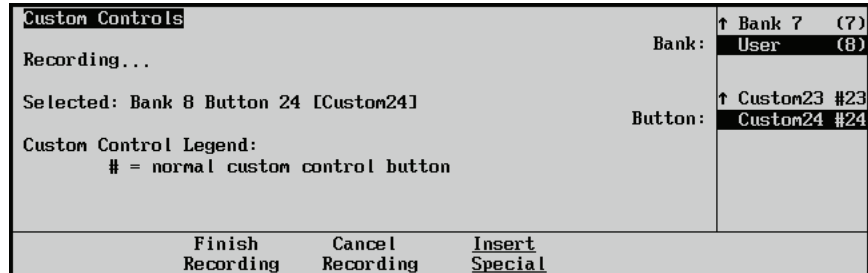 Custom Controls
Recording...
Selected: Bank 8 Button 24 [Custom24]
Custom Control Legend:
# = normal custom control button
Bank:
↑ Bank 7 (7)
User (8)
Button:
↑ Custom23 #23
Custom24 #24
Finish Recording
Cancel Recording
Insert Special